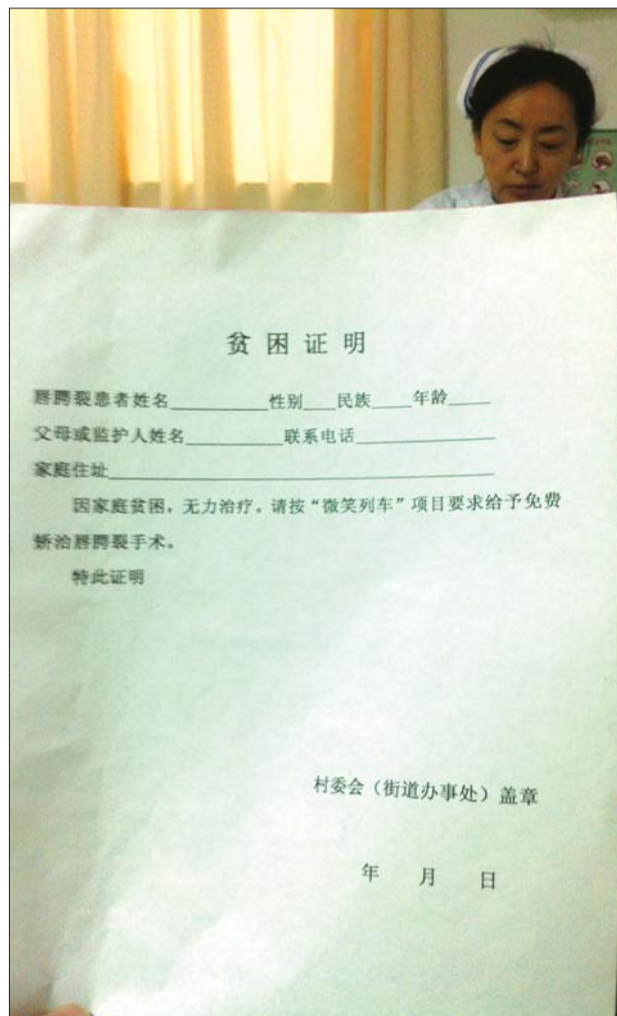 贫困证明
唇腭裂患者姓名__________性别___民族____年龄____
父母或监护人姓名__________联系电话______________
家庭住址________________________________________
因家庭贫困，无力治疗。请按“微笑列车”项目要求给予免费
矫治唇腭裂手术。
特此证明
村委会（街道办事处）盖章
年 月 日